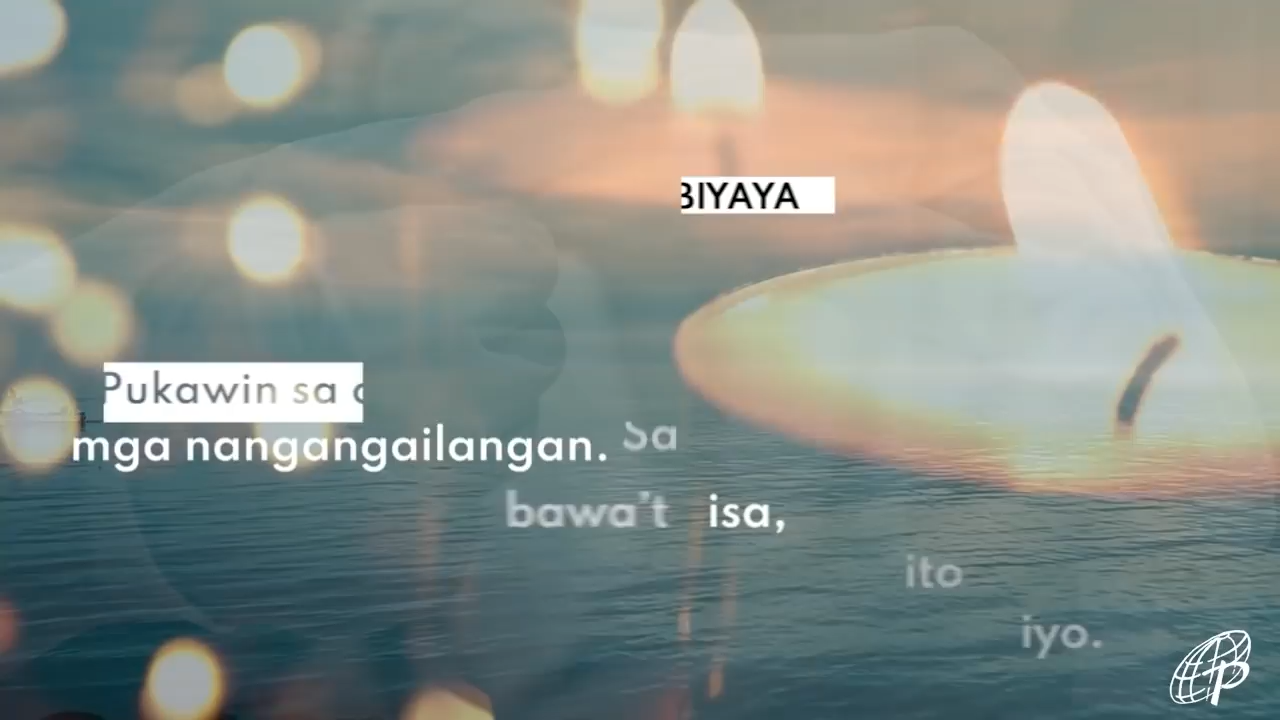 BIYAYA
Pukawin sa
mga nangangailangan. Sa
bawa't isa,
ito
iyo.